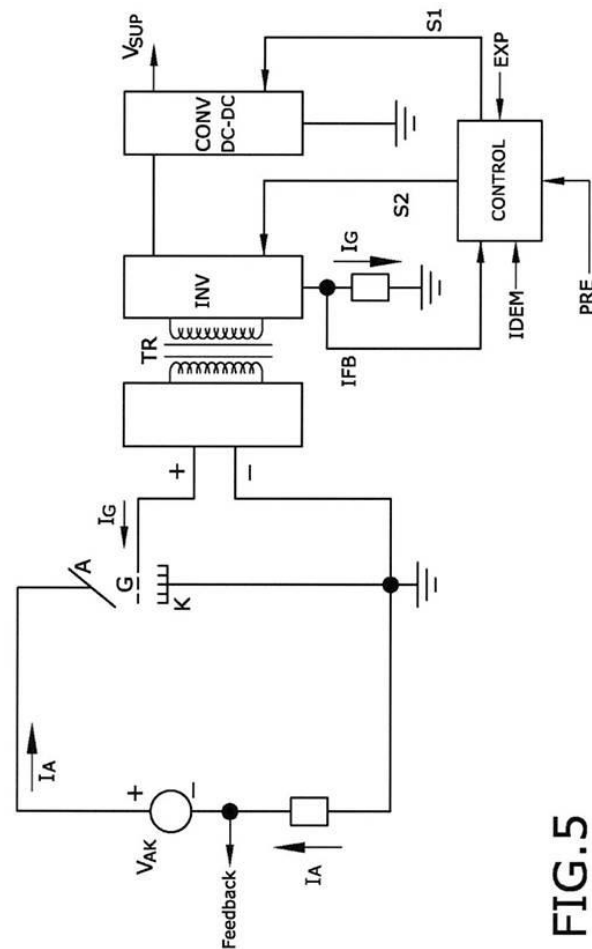 VSUP
CONV
DC-DC
S1
EXP
CONTROL
S2
INV
TR
IG
IFB
IDEM
PRE
+
−
IG
A
G
K
IA
+
−
VAK
Feedback
IA
FIG.5